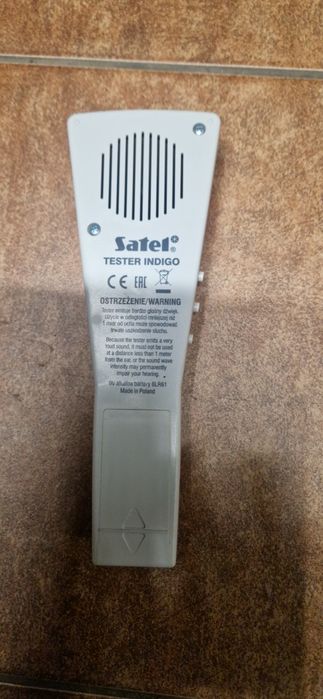 Satel®
TESTER INDIGO
CE EAC
OSTRZEŻENIE/WARNING
Tester emituje bardzo głośny dźwięk.
Użycie w odległości mniejszej niż
1 metr od ucha może spowodować
trwałe uszkodzenie słuchu.
Because the tester emits a very
loud sound, it must not be used
at a distance less than 1 meter
from the ear, or the sound wave
intensity may permanently
impair your hearing.
9V alkaline battery 6LR61
Made in Poland